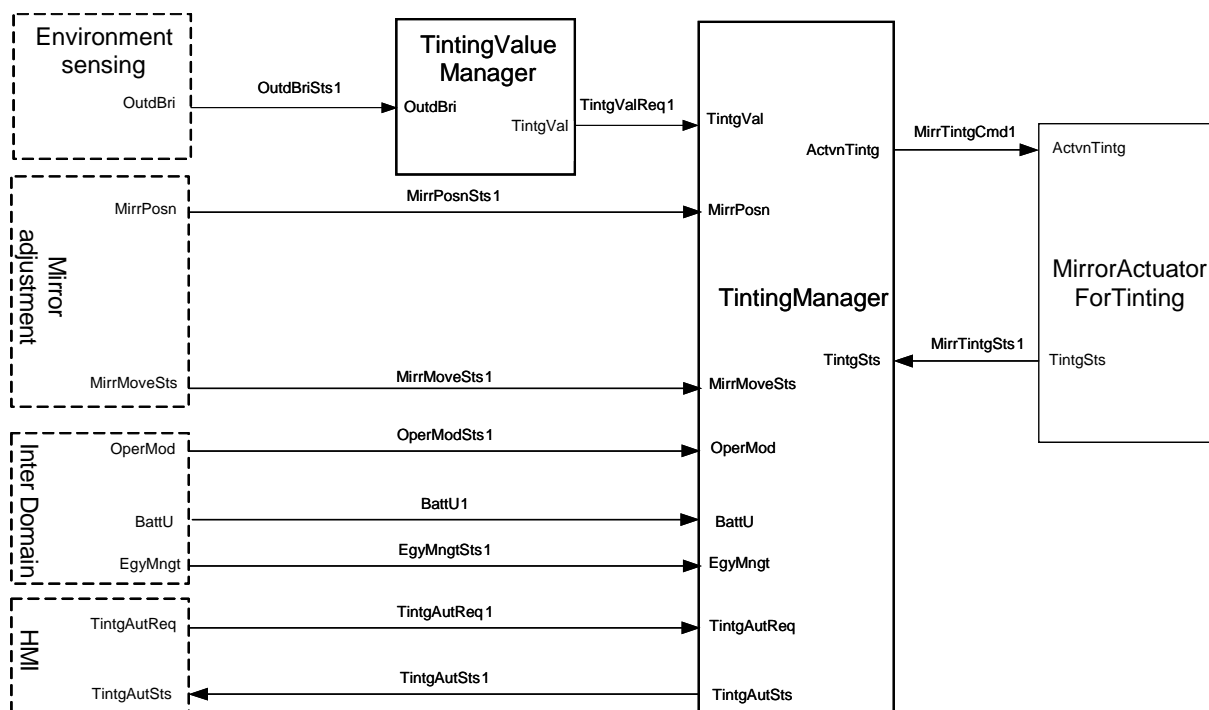 Environment
sensing
OutdBri
OutdBriSts1
TintingValue
Manager
OutdBri
TintgVal
TintgValReq1
TintgVal
ActvnTintg
MirrTintgCmd1
ActvnTintg
Mirror
adjustment
MirrPosn
MirrPosnSts1
MirrPosn
TintingManager
MirrorActuator
ForTinting
MirrMoveSts
MirrMoveSts1
MirrMoveSts
TintgSts
MirrTintgSts1
TintgSts
Inter Domain
OperMod
OperModSts1
OperMod
BattU
BattU1
BattU
EgyMngt
EgyMngtSts1
EgyMngt
HMI
TintgAutReq
TintgAutReq1
TintgAutReq
TintgAutSts
TintgAutSts1
TintgAutSts